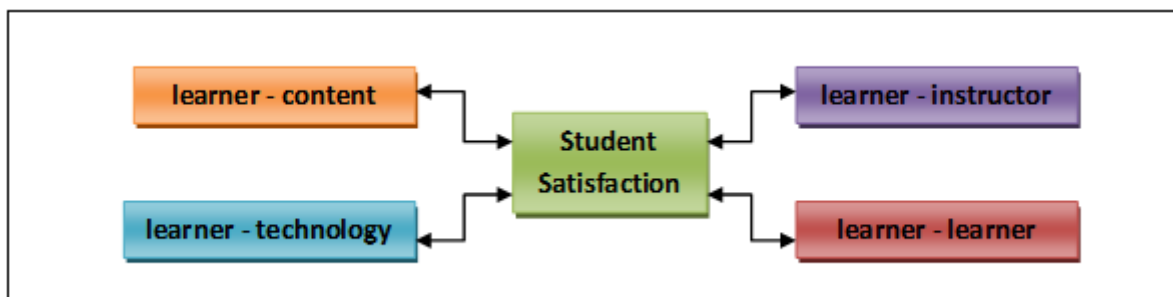 learner - content
learner - instructor
Student
Satisfaction
learner - technology
learner - learner